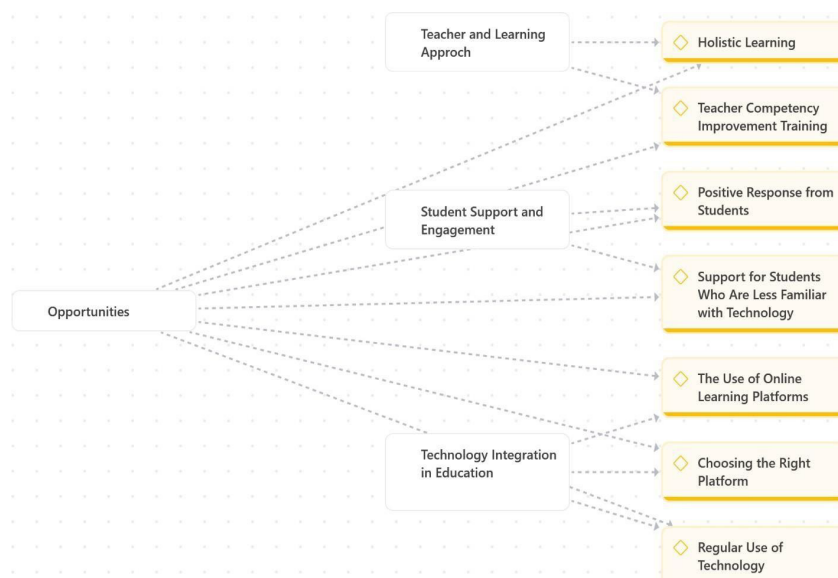 Teacher and Learning
Approch
Holistic Learning
Teacher Competency
Improvement Training
Student Support and
Engagement
Positive Response from
Students
Support for Students
Who Are Less Familiar
with Technology
Opportunities
The Use of Online
Learning Platforms
Technology Integration
in Education
Choosing the Right
Platform
Regular Use of
Technology